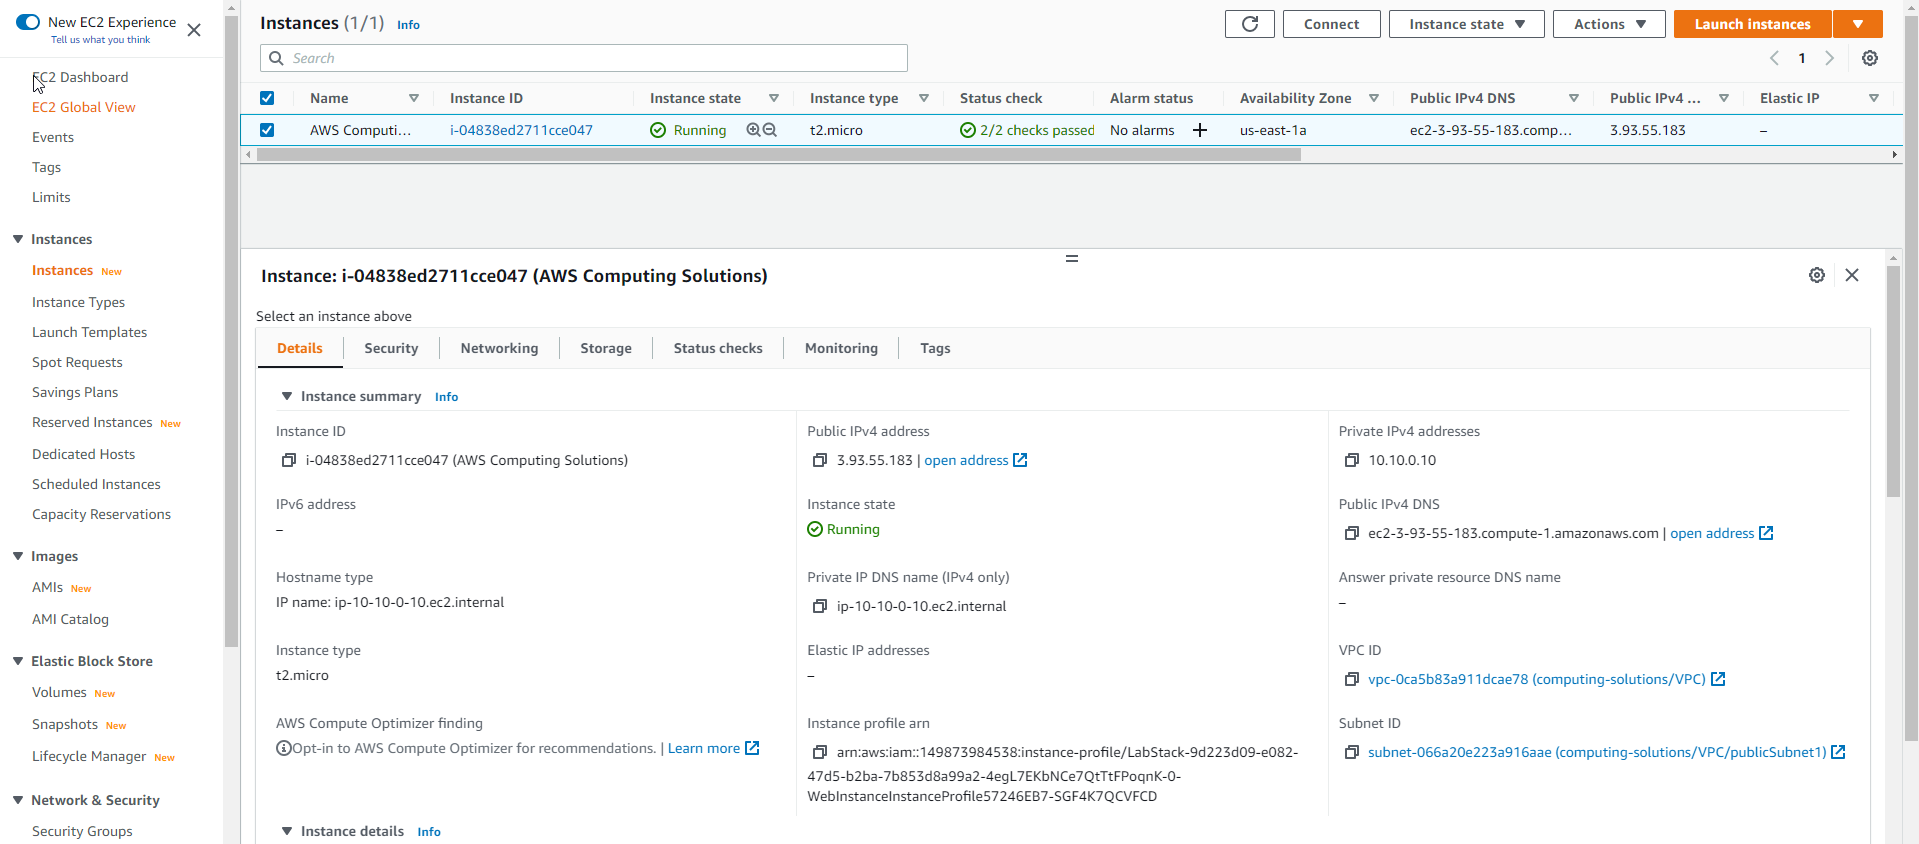 New EC2 Experience
Tell us what you think
EC2 Dashboard
EC2 Global View
Events
Tags
Limits
Instances
Instances New
Instance Types
Launch Templates
Spot Requests
Savings Plans
Reserved Instances New
Dedicated Hosts
Scheduled Instances
Capacity Reservations
Images
AMIs New
AMI Catalog
Elastic Block Store
Volumes New
Snapshots New
Lifecycle Manager New
Network & Security
Security Groups
Instances (1/1) Info
Connect
Instance state
Actions
Launch instances
Search
1
Name Instance ID Instance state Instance type Status check Alarm status Availability Zone Public IPv4 DNS Public IPv4 ... Elastic IP
AWS Computi... i-04838ed2711cce047 Running t2.micro 2/2 checks passed No alarms + us-east-1a ec2-3-93-55-183.comp... 3.93.55.183 –
Instance: i-04838ed2711cce047 (AWS Computing Solutions)
Select an instance above
Details Security Networking Storage Status checks Monitoring Tags
Instance summary Info
Instance ID
i-04838ed2711cce047 (AWS Computing Solutions)
Public IPv4 address
3.93.55.183 | open address
Private IPv4 addresses
10.10.0.10
IPv6 address
–
Instance state
Running
Public IPv4 DNS
ec2-3-93-55-183.compute-1.amazonaws.com | open address
Hostname type
IP name: ip-10-10-0-10.ec2.internal
Private IP DNS name (IPv4 only)
ip-10-10-0-10.ec2.internal
Answer private resource DNS name
–
Instance type
t2.micro
Elastic IP addresses
–
VPC ID
vpc-0ca5b83a911dcae78 (computing-solutions/VPC)
AWS Compute Optimizer finding
Opt-in to AWS Compute Optimizer for recommendations. | Learn more
Instance profile arn
arn:aws:iam::149873984538:instance-profile/LabStack-9d223d09-e082-
47d5-b2ba-7b853d8a99a2-4egL7EKbNCe7QtTtFPoqnK-0-
WebInstanceInstanceProfile57246EB7-SGF4K7QCVFCD
Subnet ID
subnet-066a20e223a916aae (computing-solutions/VPC/publicSubnet1)
Instance details Info